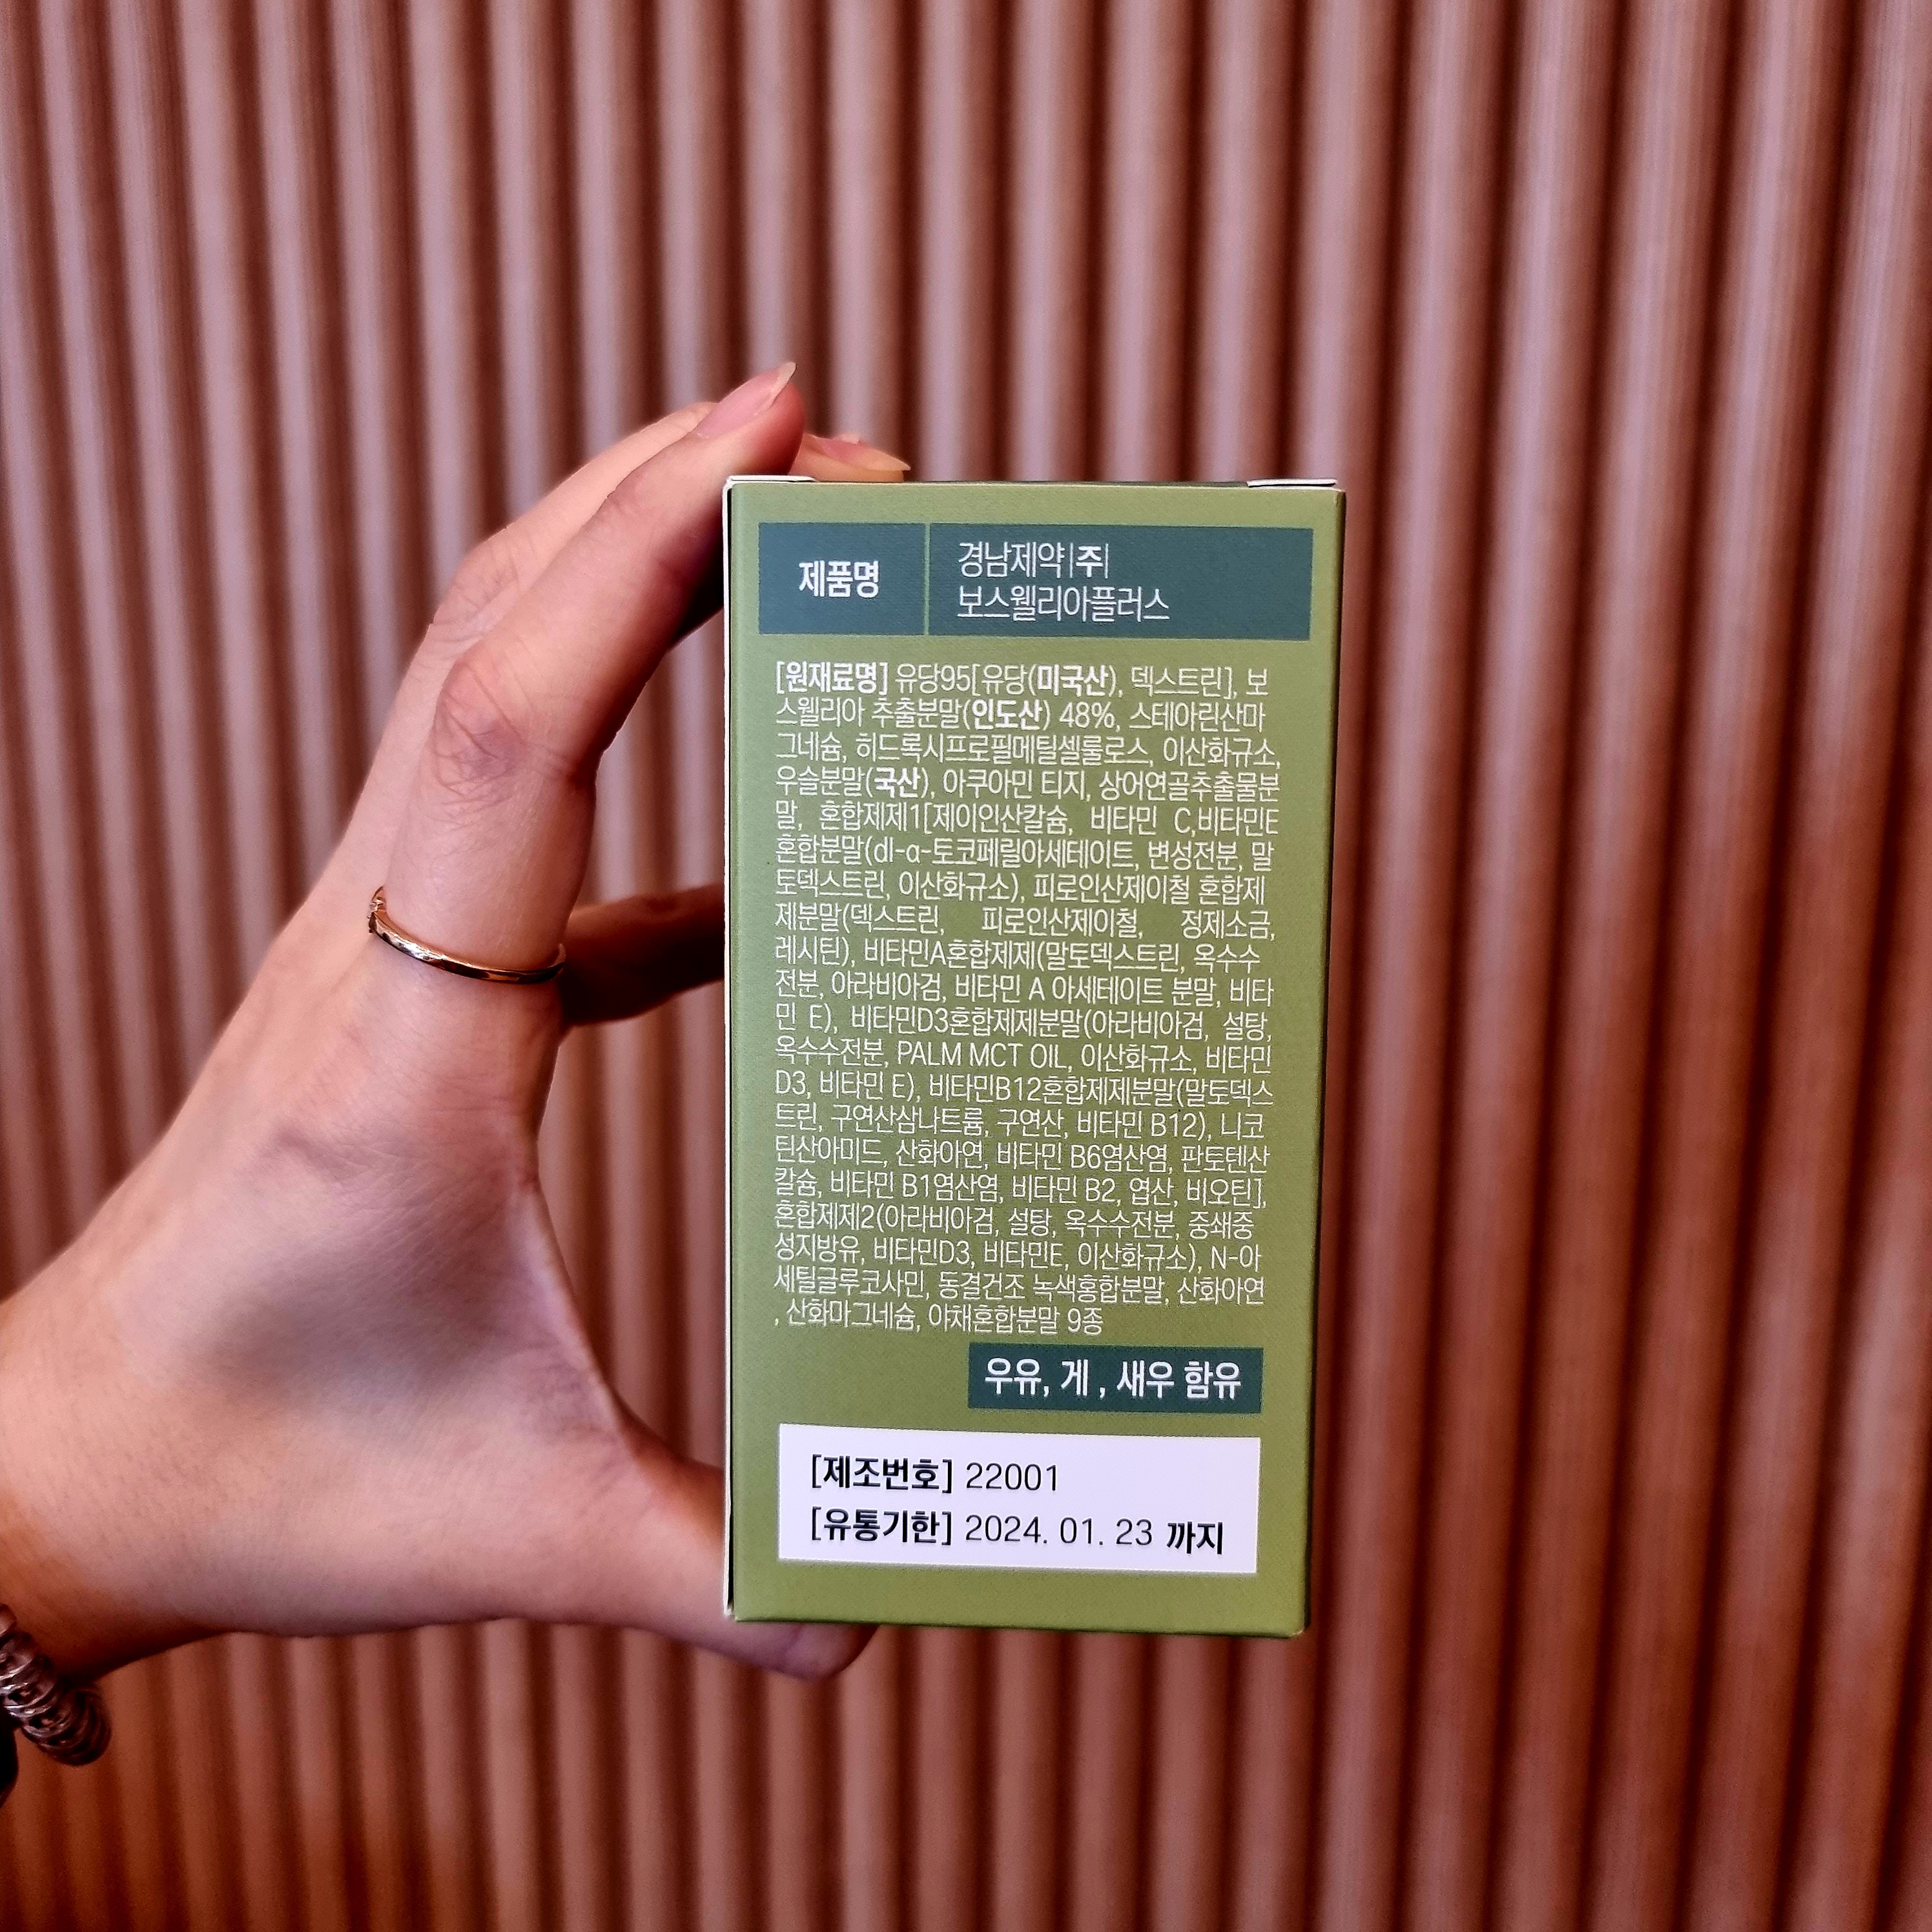 제품명
경남제약|주|
보스웰리아플러스
[원재료명] 유당95[유당(미국산), 덱스트린], 보
스웰리아 추출분말(인도산) 48%, 스테아린산마
그네슘, 히드록시프로필메틸셀룰로스, 이산화규소,
우슬분말(국산), 아쿠아민 티지, 상어연골추출물분
말, 혼합제제1[제이인산칼슘, 비타민 C,비타민E
혼합분말(dl-α-토코페릴아세테이트, 변성전분, 말
토덱스트린, 이산화규소), 피로인산제이철 혼합제
제분말(덱스트린, 피로인산제이철, 정제소금,
레시틴), 비타민A혼합제제(말토덱스트린, 옥수수
전분, 아라비아검, 비타민 A 아세테이트 분말, 비타
민 E), 비타민D3혼합제제분말(아라비아검, 설탕,
옥수수전분, PALM MCT OIL, 이산화규소, 비타민
D3, 비타민 E), 비타민B12혼합제제분말(말토덱스
트린, 구연산삼나트륨, 구연산, 비타민 B12), 니코
틴산아미드, 산화아연, 비타민 B6염산염, 판토텐산
칼슘, 비타민 B1염산염, 비타민 B2, 엽산, 비오틴],
혼합제제2(아라비아검, 설탕, 옥수수전분, 중쇄중
성지방유, 비타민D3, 비타민E, 이산화규소), N-아
세틸글루코사민, 동결건조 녹색홍합분말, 산화아연
, 산화마그네슘, 야채혼합분말 9종
우유, 게 , 새우 함유
[제조번호] 22001
[유통기한] 2024. 01. 23 까지